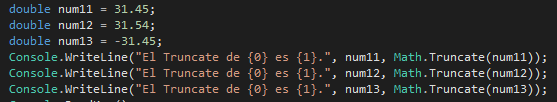 double num11 = 31.45;
double num12 = 31.54;
double num13 = -31.45;
Console.WriteLine("El Truncate de {0} es {1}.", num11, Math.Truncate(num11));
Console.WriteLine("El Truncate de {0} es {1}.", num12, Math.Truncate(num12));
Console.WriteLine("El Truncate de {0} es {1}.", num13, Math.Truncate(num13));